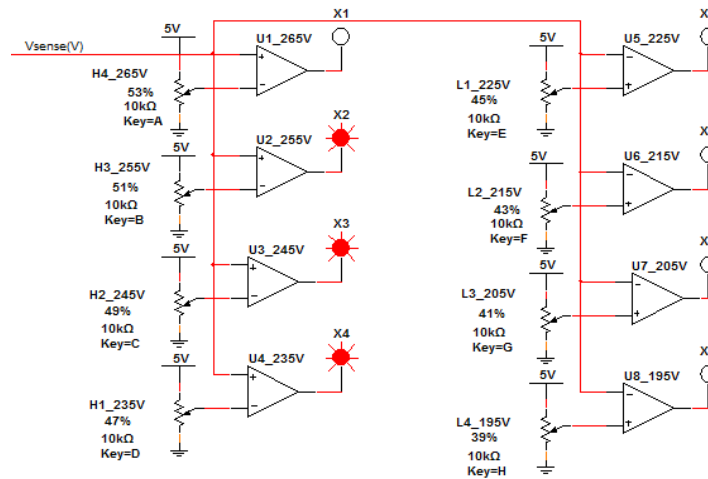 X1
5V
U1_265V
Vsense(V)
H4_265V
53%
10kΩ
Key=A
X2
5V
U2_255V
H3_255V
51%
10kΩ
Key=B
X3
5V
U3_245V
H2_245V
49%
10kΩ
Key=C
X4
5V
U4_235V
H1_235V
47%
10kΩ
Key=D
X
5V
U5_225V
L1_225V
45%
10kΩ
Key=E
X
5V
U6_215V
L2_215V
43%
10kΩ
Key=F
X
5V
U7_205V
L3_205V
41%
10kΩ
Key=G
X
5V
U8_195V
L4_195V
39%
10kΩ
Key=H